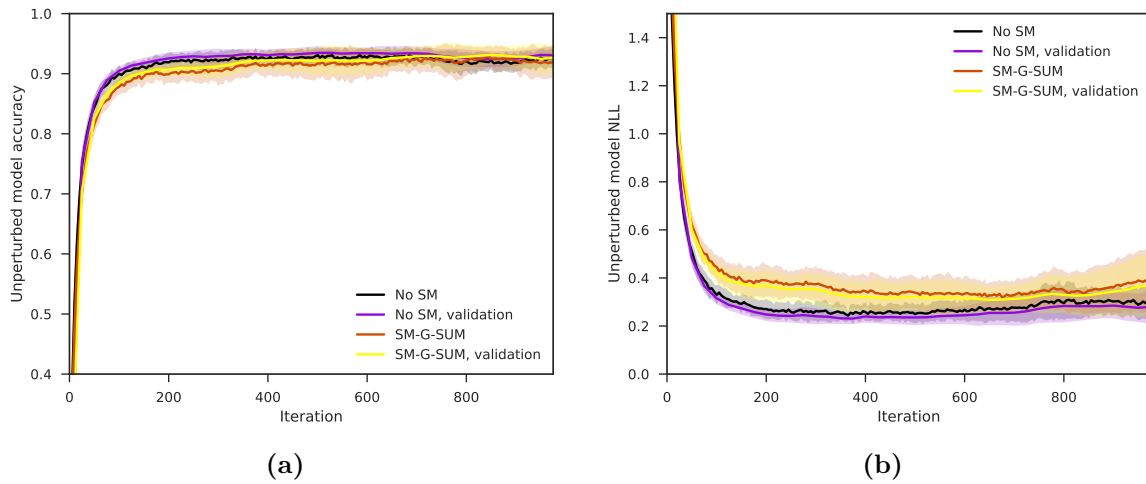 1.0
0.9
0.8
0.7
0.6
0.5
0.4
Unperturbed model accuracy
No SM
No SM, validation
SM-G-SUM
SM-G-SUM, validation
0 200 400 600 800
Iteration
(a)
1.4
1.2
1.0
0.8
0.6
0.4
0.2
0.0
Unperturbed model NLL
No SM
No SM, validation
SM-G-SUM
SM-G-SUM, validation
0 200 400 600 800
Iteration
(b)